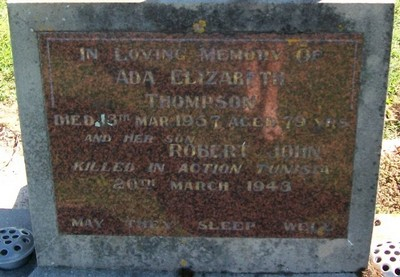 IN LOVING MEMORY OF
ADA ELIZABETH
THOMPSON
DIED 13TH MAR 1957 AGED 79 YRS
AND HER SON
ROBERT JOHN
KILLED IN ACTION TUNISIA
20TH MARCH 1943
MAY THEY SLEEP WELL